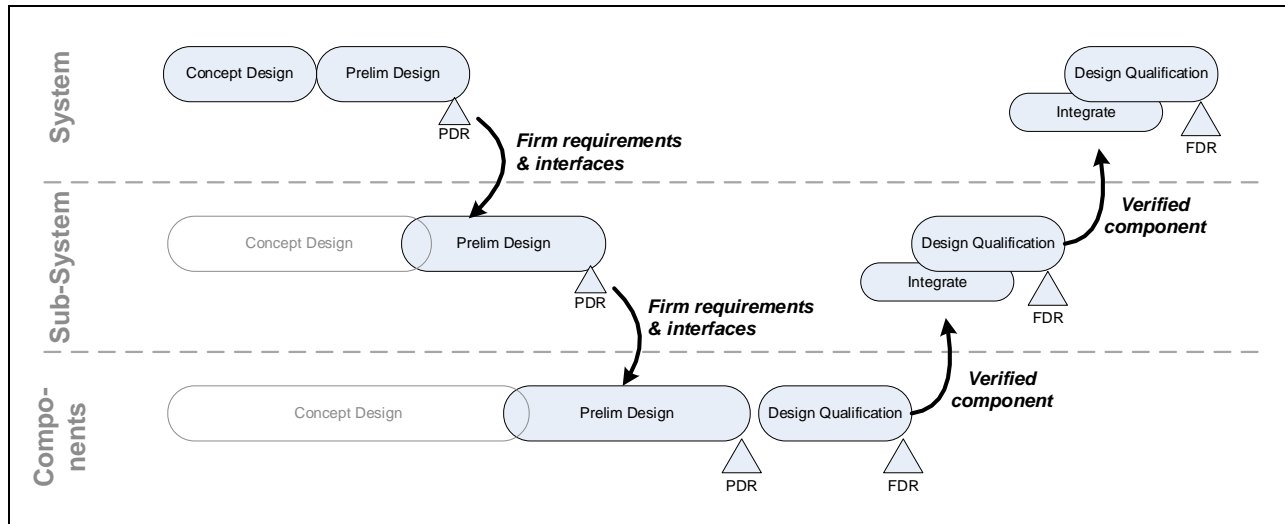 System
Concept Design
Prelim Design
PDR
Firm requirements
& interfaces
Design Qualification
Integrate
FDR
Sub-System
Concept Design
Prelim Design
PDR
Firm requirements
& interfaces
Design Qualification
Integrate
FDR
Verified
component
Compo-
nents
Concept Design
Prelim Design
PDR
Design Qualification
FDR
Verified
component